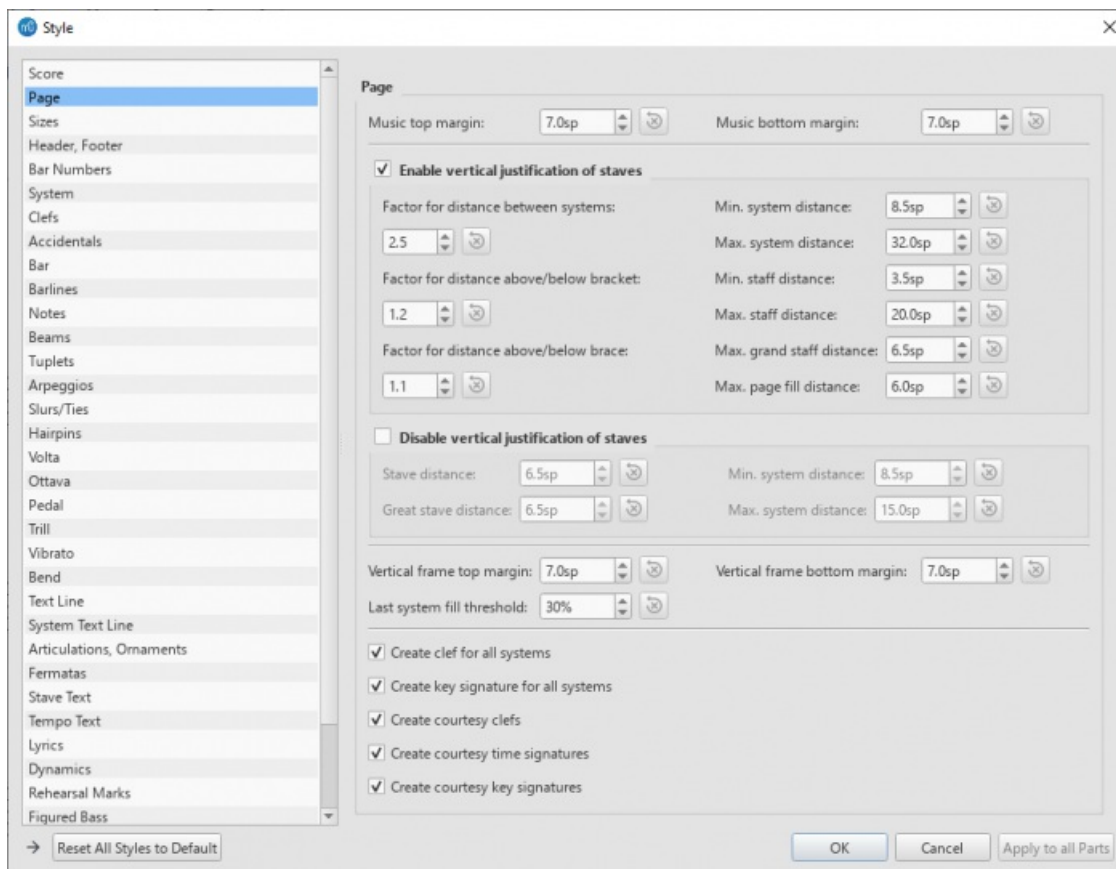 Style
Score
Page
Sizes
Header, Footer
Bar Numbers
System
Clefs
Accidentals
Bar
Barlines
Notes
Beams
Tuplets
Arpeggios
Slurs/Ties
Hairpins
Volta
Ottava
Pedal
Trill
Vibrato
Bend
Text Line
System Text Line
Articulations, Ornaments
Fermatas
Stave Text
Tempo Text
Lyrics
Dynamics
Rehearsal Marks
Figured Bass
Page
Music top margin: 7.0sp Music bottom margin: 7.0sp
Enable vertical justification of staves
Factor for distance between systems: Min. system distance: 8.5sp
2.5 Max. system distance: 32.0sp
Factor for distance above/below bracket: Min. staff distance: 3.5sp
1.2 Max. staff distance: 20.0sp
Factor for distance above/below brace: Max. grand staff distance: 6.5sp
1.1 Max. page fill distance: 6.0sp
Disable vertical justification of staves
Stave distance: 6.5sp Min. system distance: 8.5sp
Great stave distance: 6.5sp Max. system distance: 15.0sp
Vertical frame top margin: 7.0sp Vertical frame bottom margin: 7.0sp
Last system fill threshold: 30%
Create clef for all systems
Create key signature for all systems
Create courtesy clefs
Create courtesy time signatures
Create courtesy key signatures
Reset All Styles to Default OK Cancel Apply to all Parts